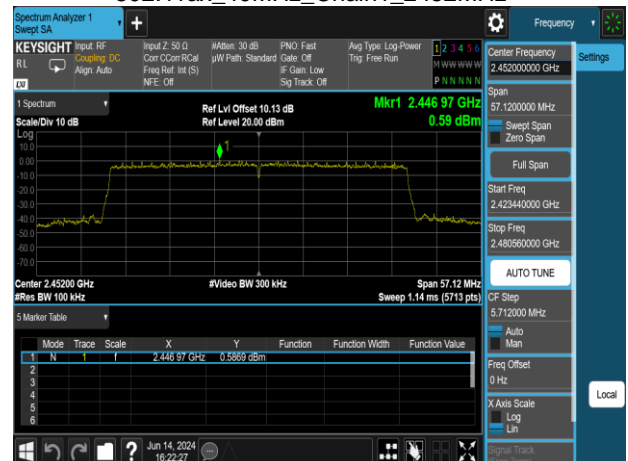 Spectrum Analyzer 1
Swept SA
Frequency
KEYSIGHT
RL
LXI
Input: RF
Coupling: DC
Align: Auto
Input Z: 50 Ω
Corr CCorr RCal
Freq Ref: Int (S)
NFE: Off
#Atten: 30 dB
µW Path: Standard
PNO: Fast
Gate: Off
IF Gain: Low
Sig Track: Off
Avg Type: Log-Power
Trig: Free Run
1 2 3 4 5 6
M W W W W W
P N N N N N
Center Frequency
2.452000000 GHz
Settings
Span
57.1200000 MHz
Swept Span
Zero Span
Full Span
Start Freq
2.423440000 GHz
Stop Freq
2.480560000 GHz
AUTO TUNE
CF Step
5.712000 MHz
Auto
Man
Freq Offset
0 Hz
X Axis Scale
Log
Lin
Signal Track
Local
1 Spectrum
Scale/Div 10 dB
Ref Lvl Offset 10.13 dB
Ref Level 20.00 dBm
Mkr1 2.446 97 GHz
0.59 dBm
Log
10.0
0.00
-10.0
-20.0
-30.0
-40.0
-50.0
-60.0
-70.0
1
Center 2.45200 GHz
#Res BW 100 kHz
#Video BW 300 kHz
Span 57.12 MHz
Sweep 1.14 ms (5713 pts)
5 Marker Table
Mode Trace Scale X Y Function Function Width Function Value
1 N 1 f 2.446 97 GHz 0.5869 dBm
2
3
4
5
6
Jun 14, 2024
16:22:27